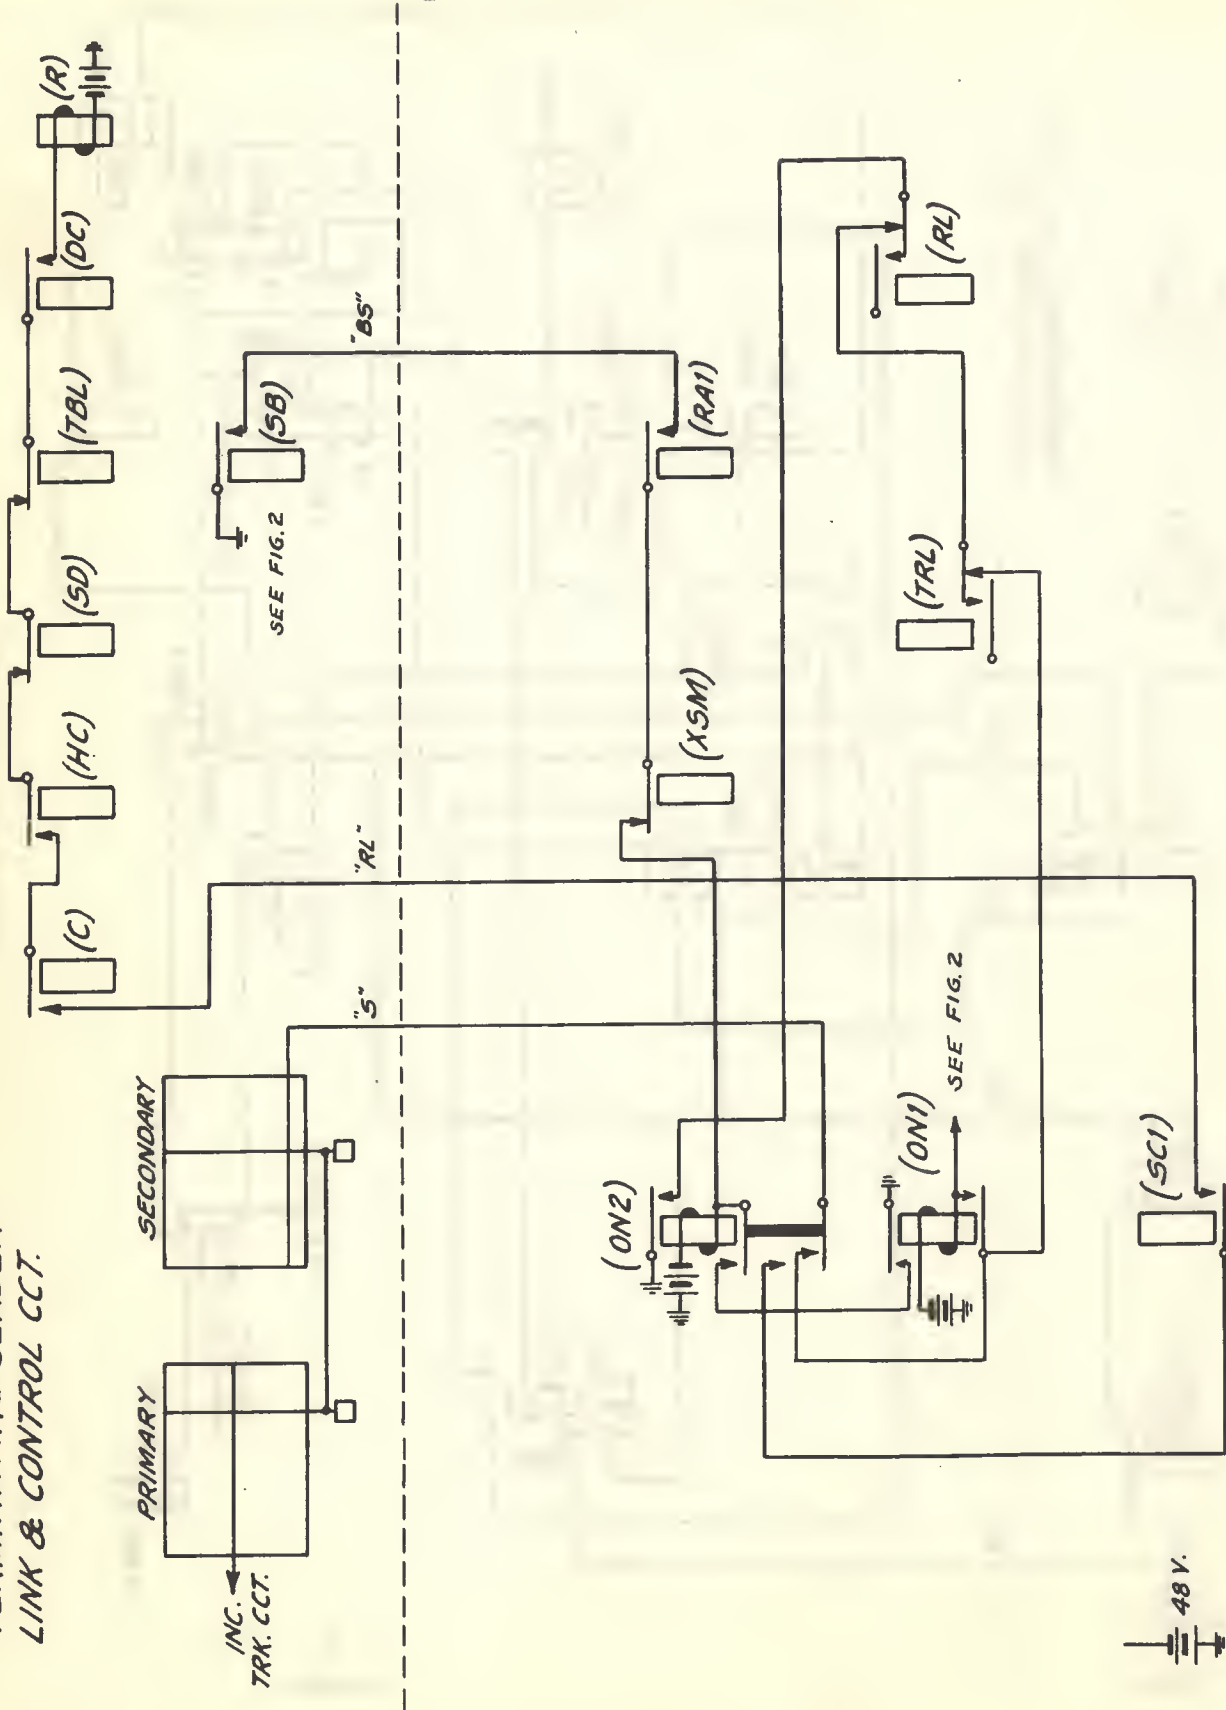 LINK & CONTROL CCT.
PRIMARY
SECONDARY
INC.
TRK. CCT.
(C)
(HC)
(SD)
(TBL)
(DC)
(R)
(SB)
SEE FIG. 2
"S"
"RL"
"BS"
(XSM)
(RA1)
(TRL)
(RL)
(ON2)
(ON1)
SEE FIG. 2
(SC1)
48 V.